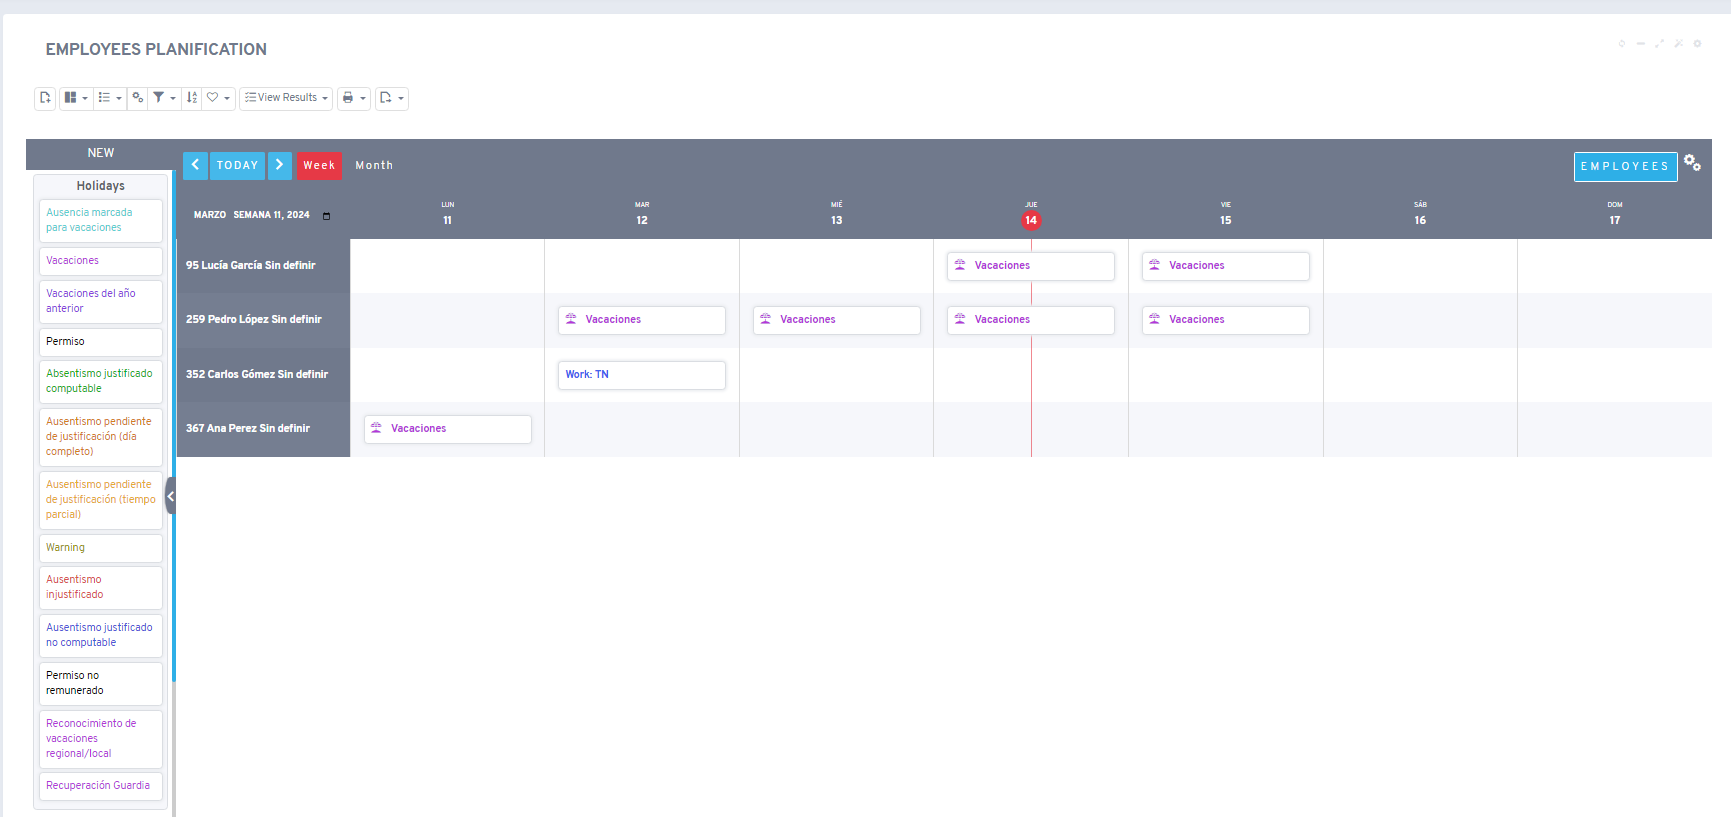 EMPLOYEES PLANIFICATION
View Results
NEW
TODAY
Week
Month
EMPLOYEES
Holidays
Ausencia marcada
para vacaciones
Vacaciones
Vacaciones del año
anterior
Permiso
Absentismo justificado
computable
Ausentismo pendiente
de justificación (día
completo)
Ausentismo pendiente
de justificación (tiempo
parcial)
Warning
Ausentismo
injustificado
Ausentismo justificado
no computable
Permiso no
remunerado
Reconocimiento de
vacaciones
regional/local
Recuperación Guardia
MARZO SEMANA 11, 2024
LUN
11
MAR
12
MIÉ
13
JUE
14
VIE
15
SÁB
16
DOM
17
95 Lucía García Sin definir
Vacaciones
Vacaciones
259 Pedro López Sin definir
Vacaciones
Vacaciones
Vacaciones
Vacaciones
352 Carlos Gómez Sin definir
Work: TN
367 Ana Perez Sin definir
Vacaciones